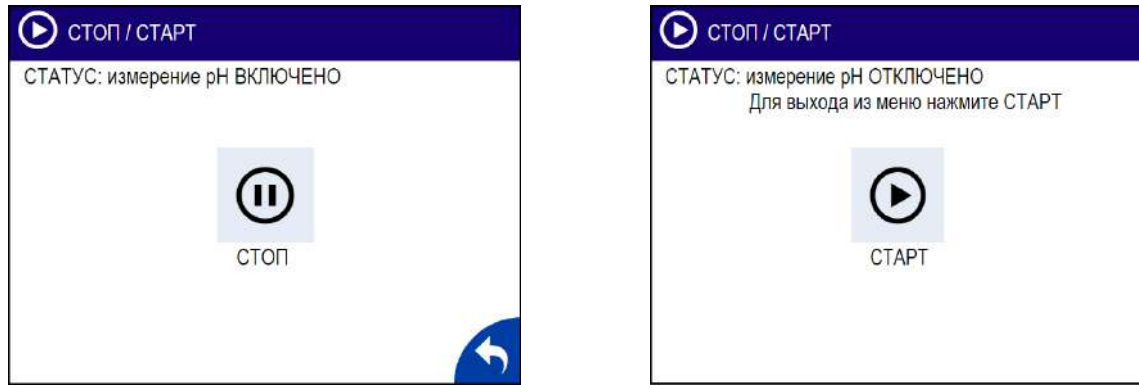 СТОП / СТАРТ
СТАТУС: измерение pH ВКЛЮЧЕНО
СТОП
СТОП / СТАРТ
СТАТУС: измерение pH ОТКЛЮЧЕНО
Для выхода из меню нажмите СТАРТ
СТАРТ